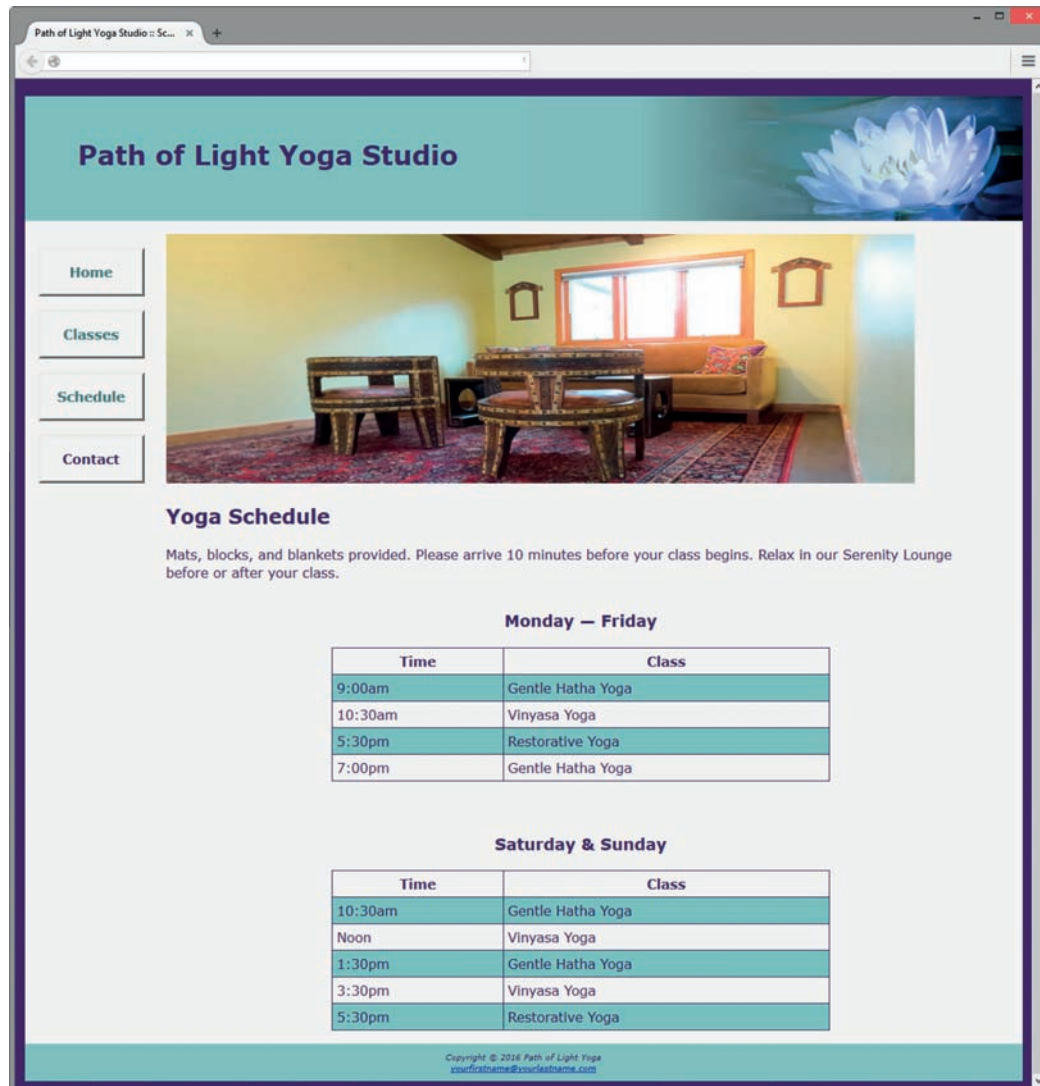 Path of Light Yoga Studio :: Sc...
Path of Light Yoga Studio
Home
Classes
Schedule
Contact
Yoga Schedule
Mats, blocks, and blankets provided. Please arrive 10 minutes before your class begins. Relax in our Serenity Lounge
before or after your class.
Monday — Friday
Time Class
9:00am Gentle Hatha Yoga
10:30am Vinyasa Yoga
5:30pm Restorative Yoga
7:00pm Gentle Hatha Yoga
Saturday & Sunday
Time Class
10:30am Gentle Hatha Yoga
Noon Vinyasa Yoga
1:30pm Gentle Hatha Yoga
3:30pm Vinyasa Yoga
5:30pm Restorative Yoga
Copyright © 2016 Path of Light Yoga
yourfirstname@yourlastname.com